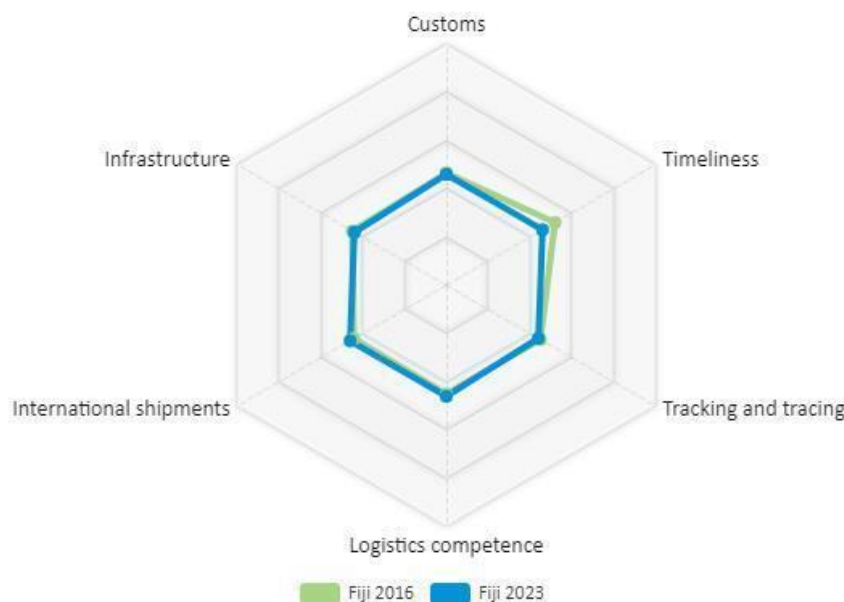 Customs
Infrastructure
Timeliness
International shipments
Tracking and tracing
Logistics competence
Fiji 2016
Fiji 2023